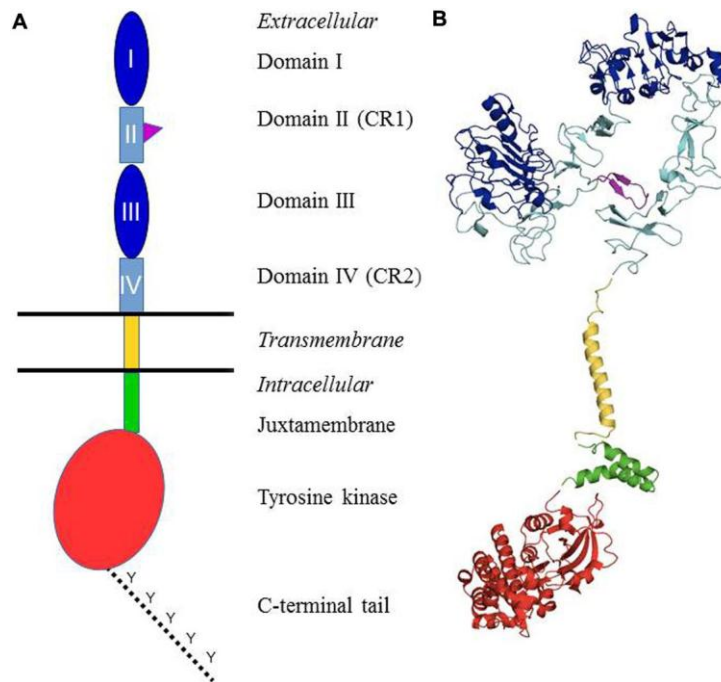 A
B
Extracellular
I
Domain I
II
Domain II (CR1)
III
Domain III
IV
Domain IV (CR2)
Transmembrane
Intracellular
Juxtamembrane
Tyrosine kinase
Y
Y
Y
Y
Y
C-terminal tail